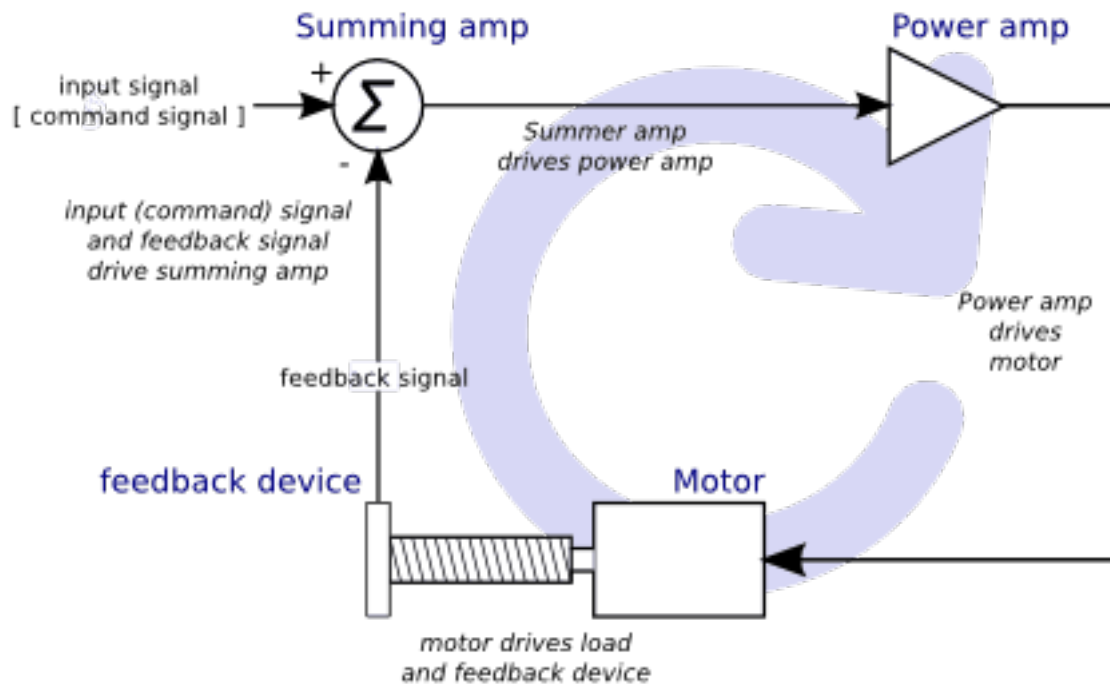 Summing amp
Power amp
input signal
[ command signal ]
+
Σ
-
Summer amp
drives power amp
input (command) signal
and feedback signal
drive summing amp
Power amp
drives
motor
feedback signal
feedback device
Motor
motor drives load
and feedback device